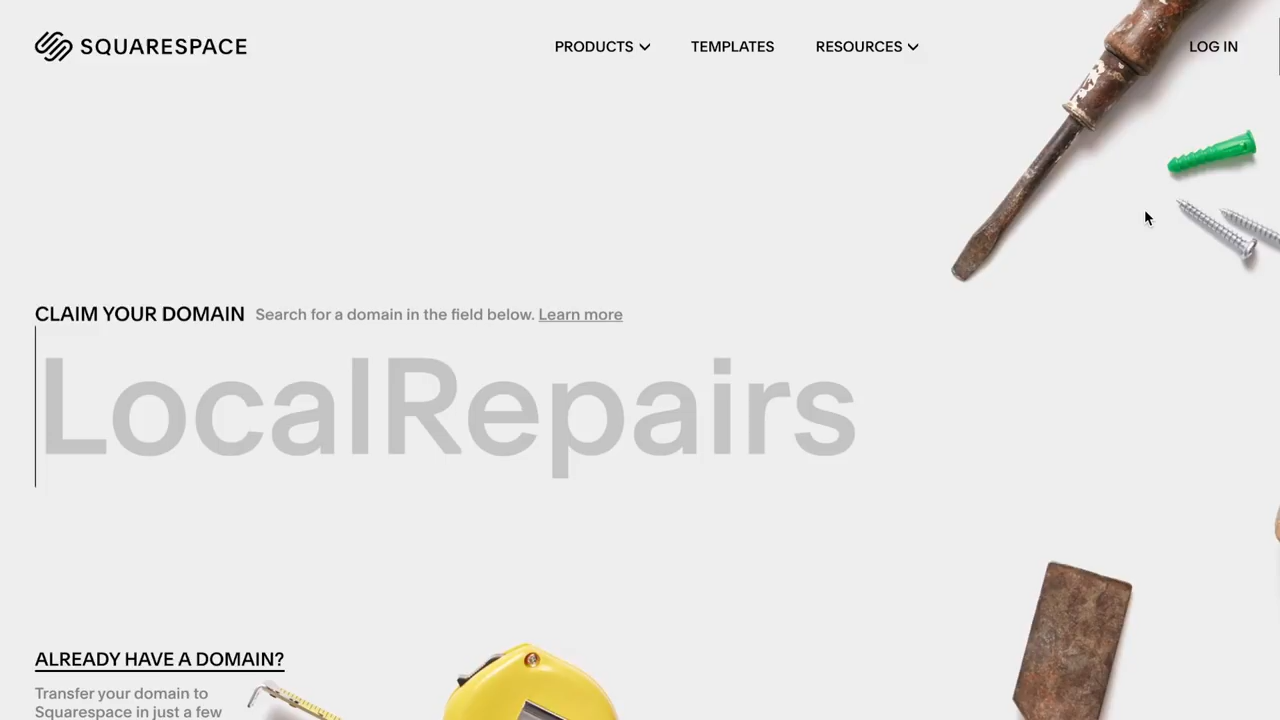 SQUARESPACE
PRODUCTS TEMPLATES RESOURCES LOG IN
CLAIM YOUR DOMAIN Search for a domain in the field below. Learn more
LocalRepairs
ALREADY HAVE A DOMAIN?
Transfer your domain to
Squarespace in just a few